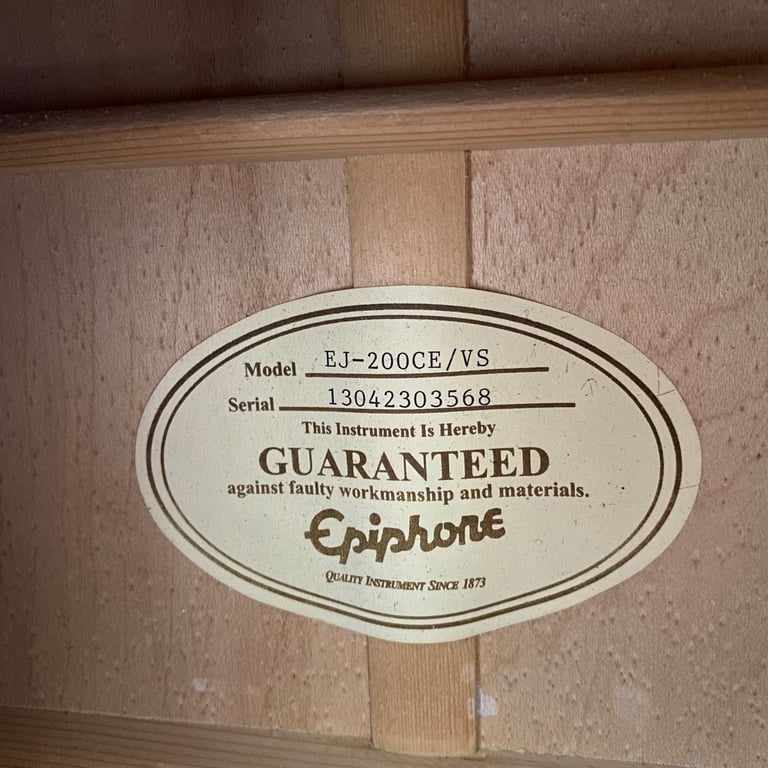 Model EJ-200CE/VS
Serial 13042303568
This Instrument Is Hereby
GUARANTEED
against faulty workmanship and materials.
Epiphone
QUALITY INSTRUMENT SINCE 1873